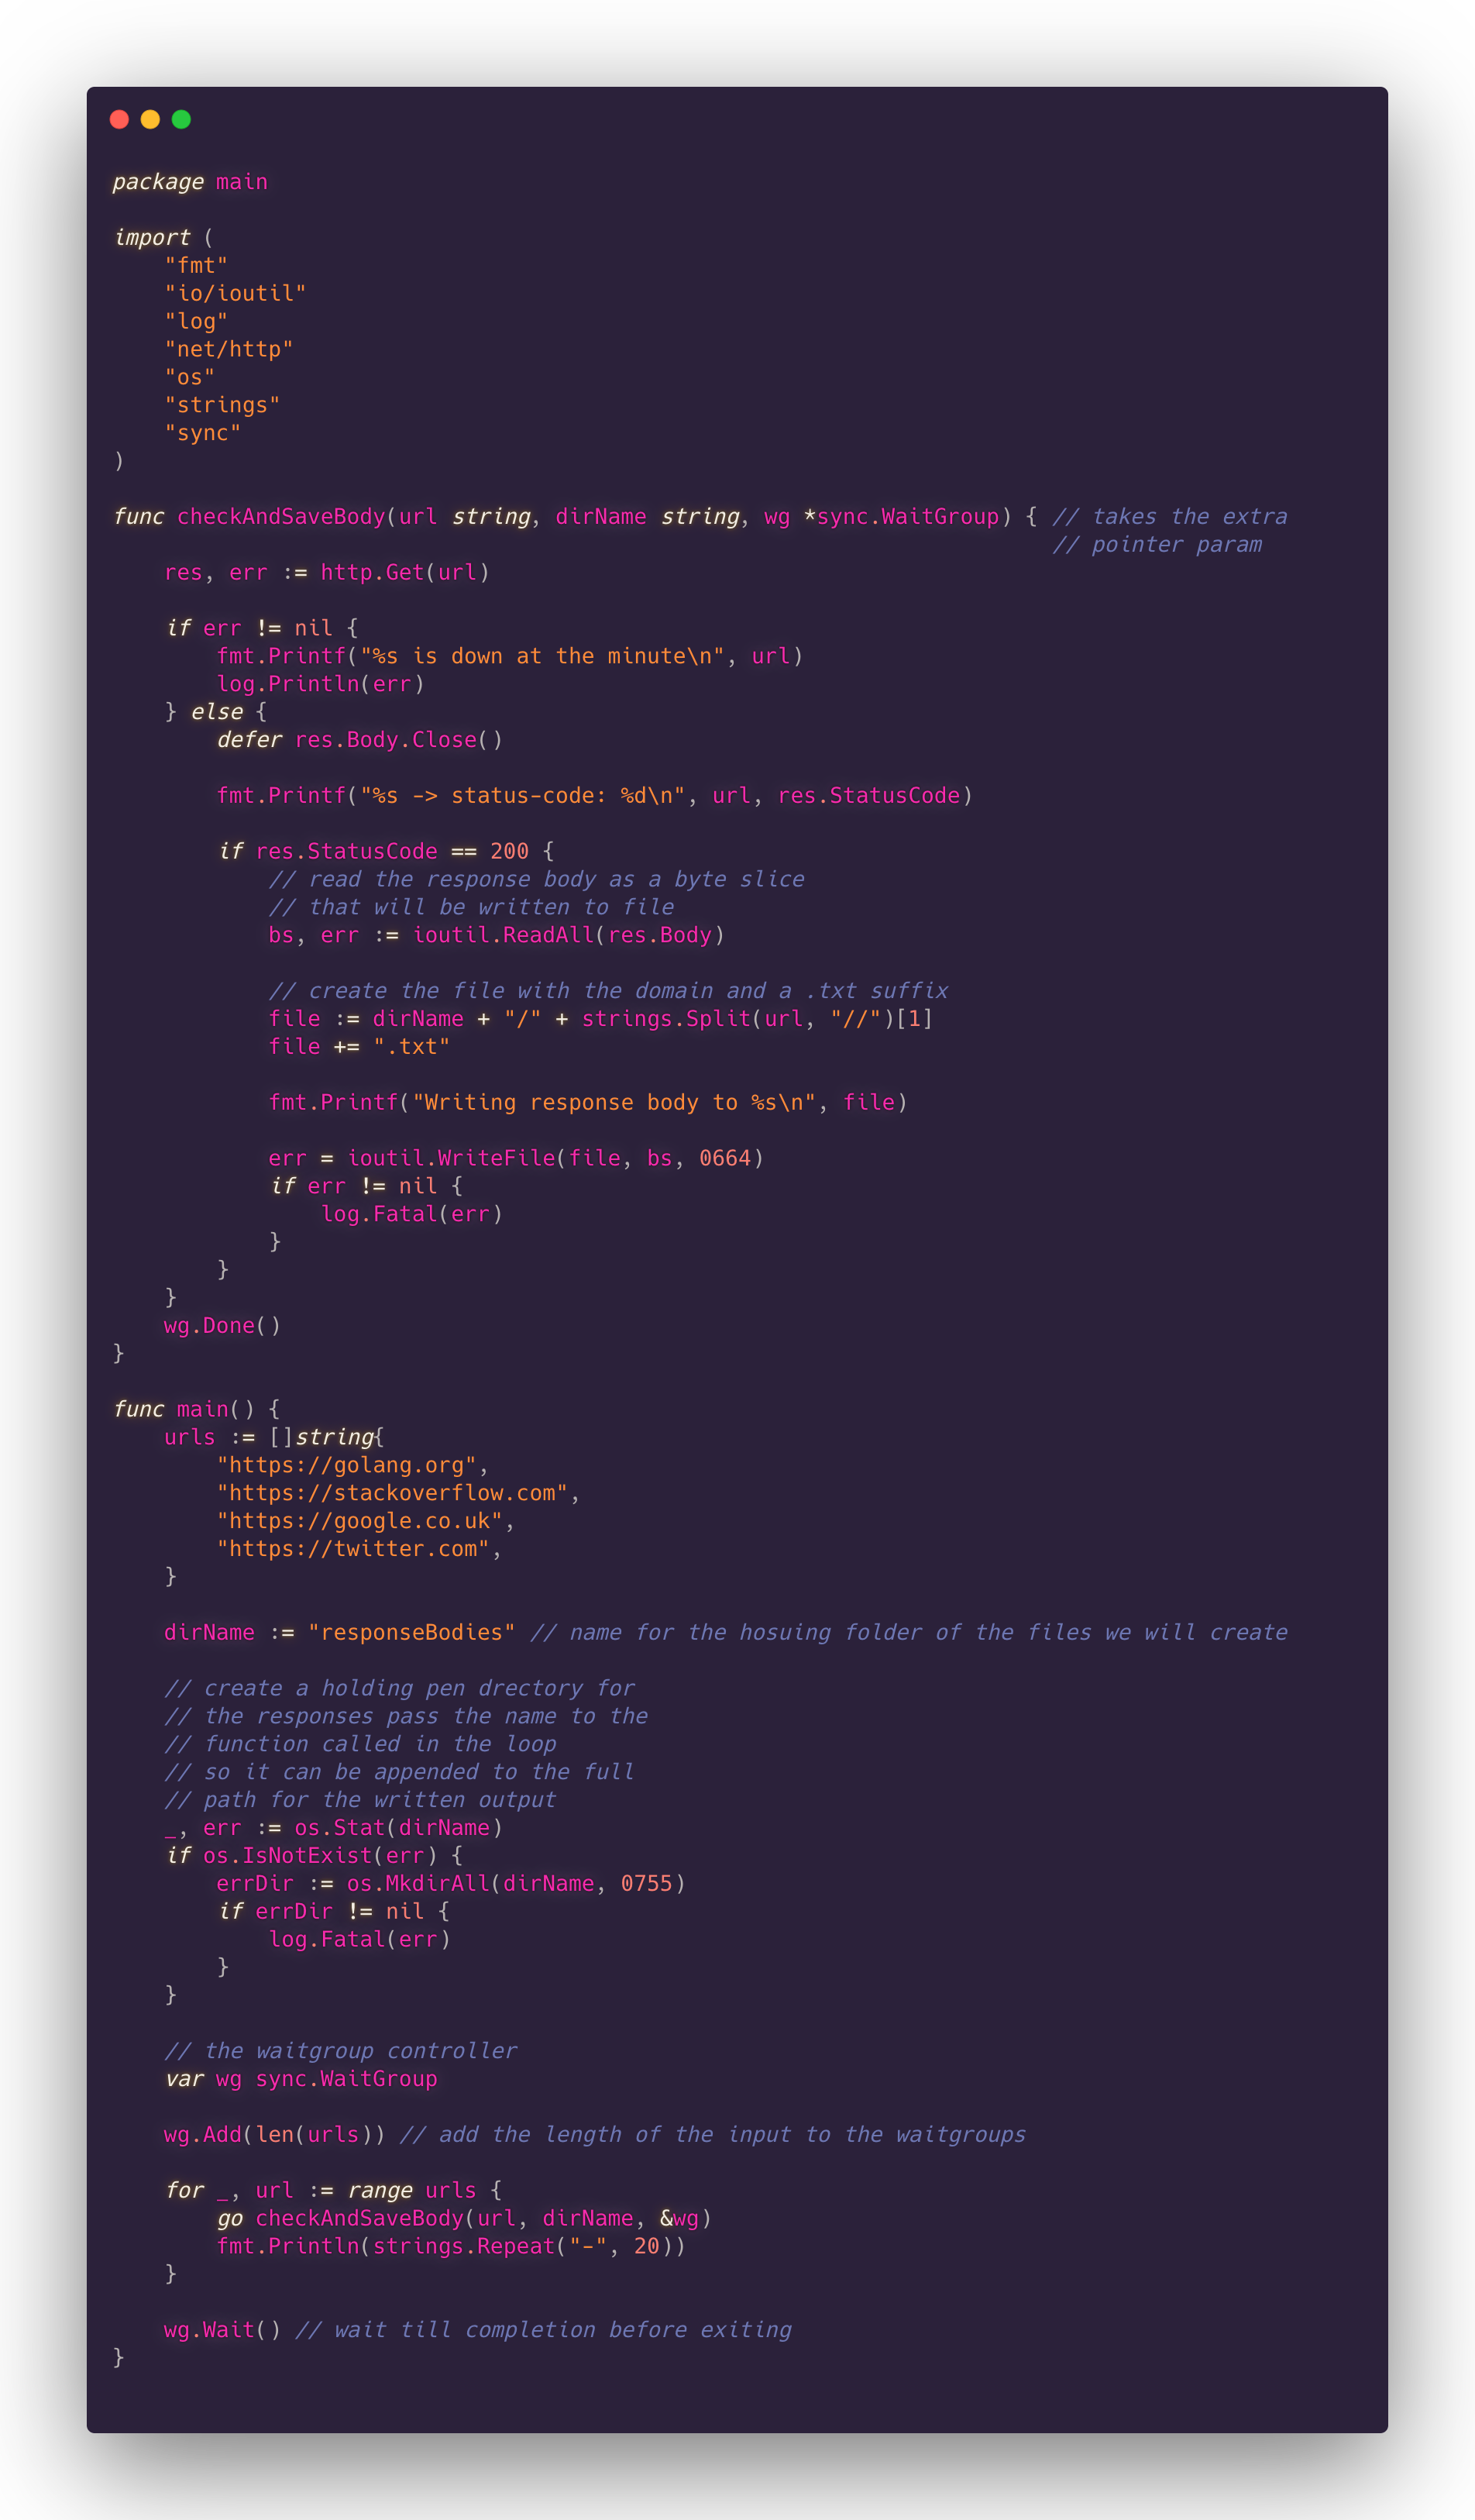 package main

import (
    "fmt"
    "io/ioutil"
    "log"
    "net/http"
    "os"
    "strings"
    "sync"
)

func checkAndSaveBody(url string, dirName string, wg *sync.WaitGroup) { // takes the extra
                                                                        // pointer param
    res, err := http.Get(url)

    if err != nil {
        fmt.Printf("%s is down at the minute\n", url)
        log.Println(err)
    } else {
        defer res.Body.Close()

        fmt.Printf("%s -> status-code: %d\n", url, res.StatusCode)

        if res.StatusCode == 200 {
            // read the response body as a byte slice
            // that will be written to file
            bs, err := ioutil.ReadAll(res.Body)

            // create the file with the domain and a .txt suffix
            file := dirName + "/" + strings.Split(url, "//")[1]
            file += ".txt"

            fmt.Printf("Writing response body to %s\n", file)

            err = ioutil.WriteFile(file, bs, 0664)
            if err != nil {
                log.Fatal(err)
            }
        }
    }
    wg.Done()
}

func main() {
    urls := []string{
        "https://golang.org",
        "https://stackoverflow.com",
        "https://google.co.uk",
        "https://twitter.com",
    }

    dirName := "responseBodies" // name for the hosuing folder of the files we will create

    // create a holding pen drectory for
    // the responses pass the name to the
    // function called in the loop
    // so it can be appended to the full
    // path for the written output
    _, err := os.Stat(dirName)
    if os.IsNotExist(err) {
        errDir := os.MkdirAll(dirName, 0755)
        if errDir != nil {
            log.Fatal(err)
        }
    }

    // the waitgroup controller
    var wg sync.WaitGroup

    wg.Add(len(urls)) // add the length of the input to the waitgroups

    for _, url := range urls {
        go checkAndSaveBody(url, dirName, &wg)
        fmt.Println(strings.Repeat("-", 20))
    }

    wg.Wait() // wait till completion before exiting
}